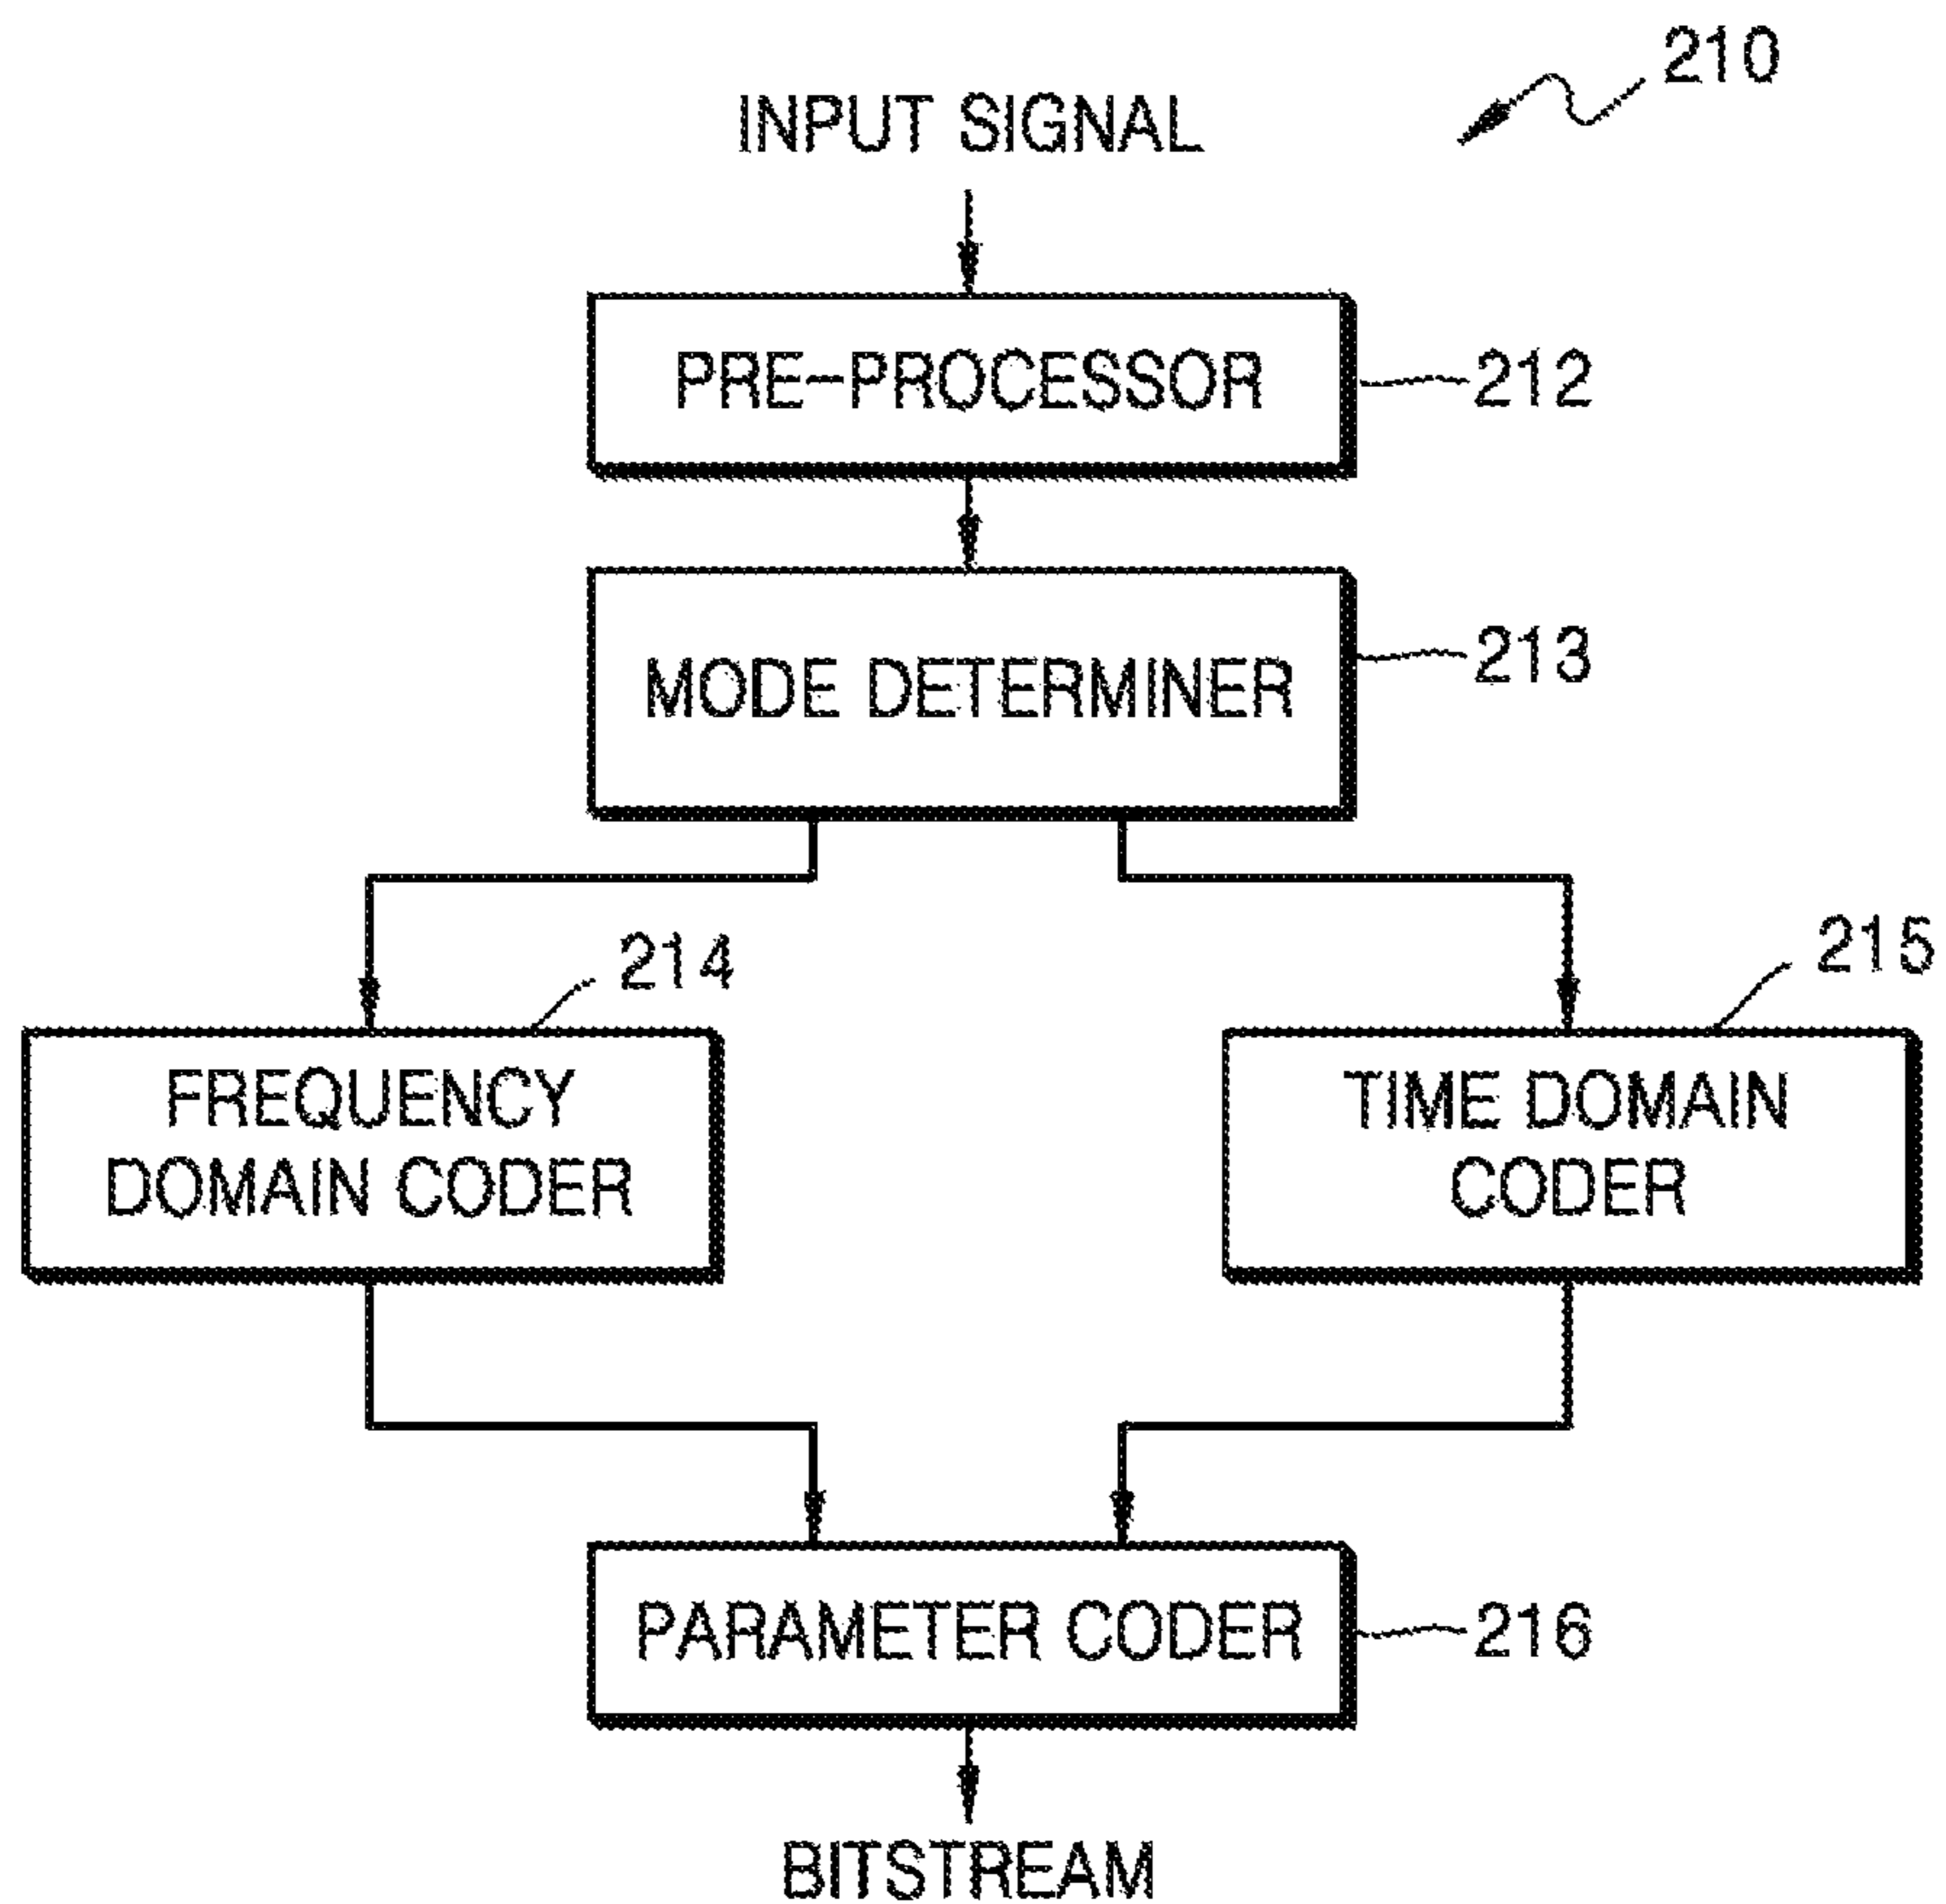 210
INPUT SIGNAL
PRE-PROCESSOR
212
MODE DETERMINER
213
214
215
FREQUENCY
DOMAIN CODER
TIME DOMAIN
CODER
PARAMETER CODER
216
BITSTREAM